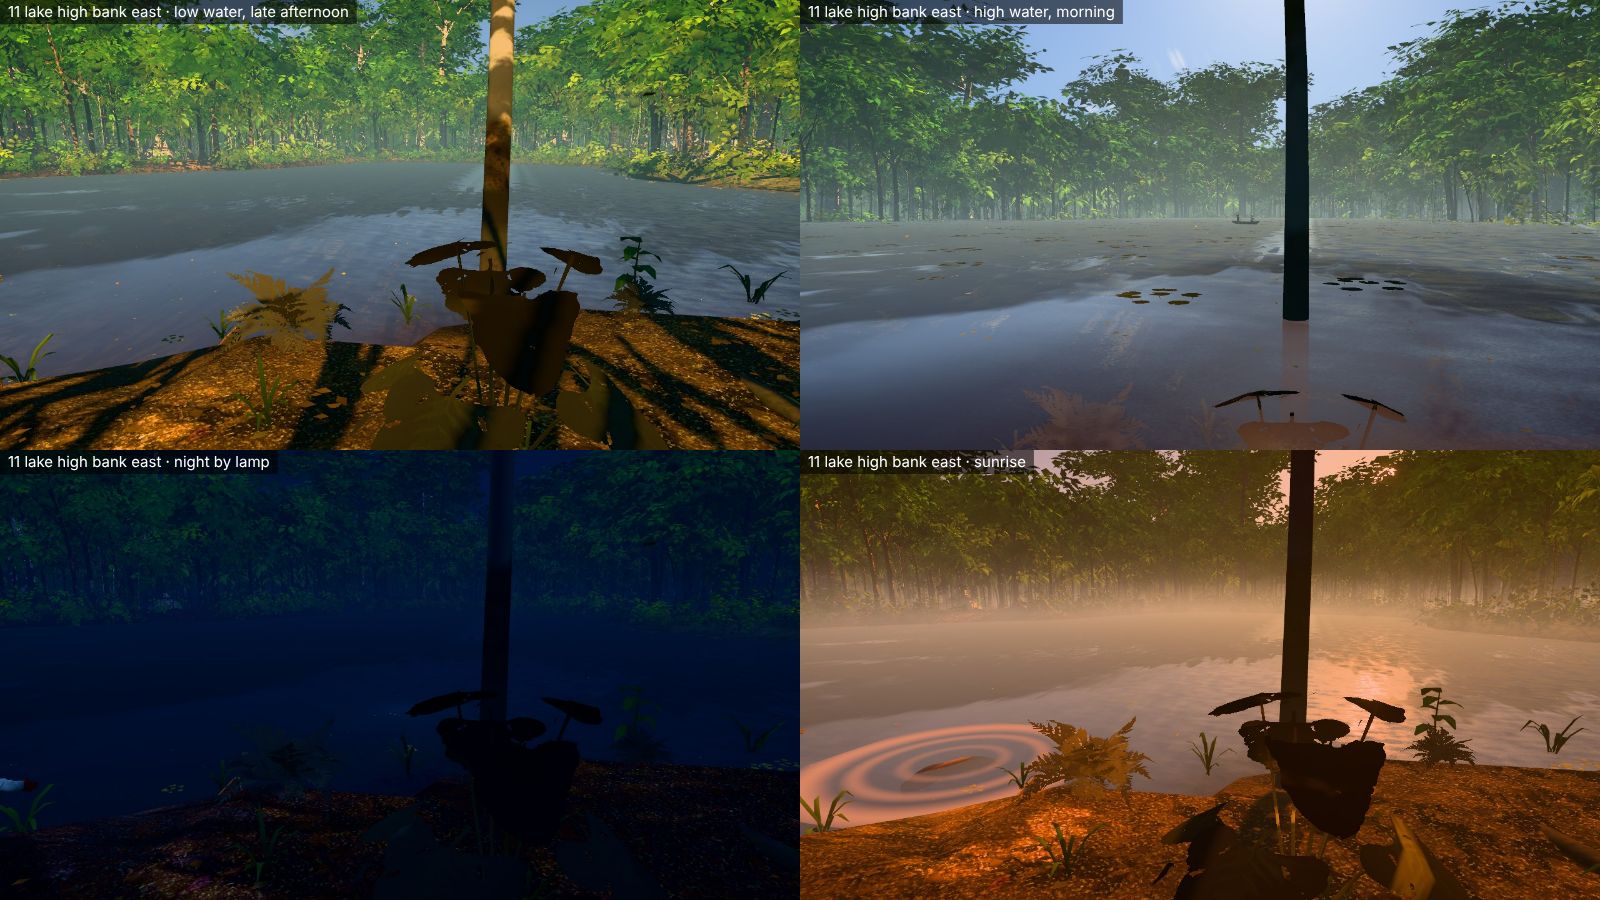 11 lake high bank east · low water, late afternoon
11 lake high bank east · high water, morning
11 lake high bank east · night by lamp
11 lake high bank east · sunrise